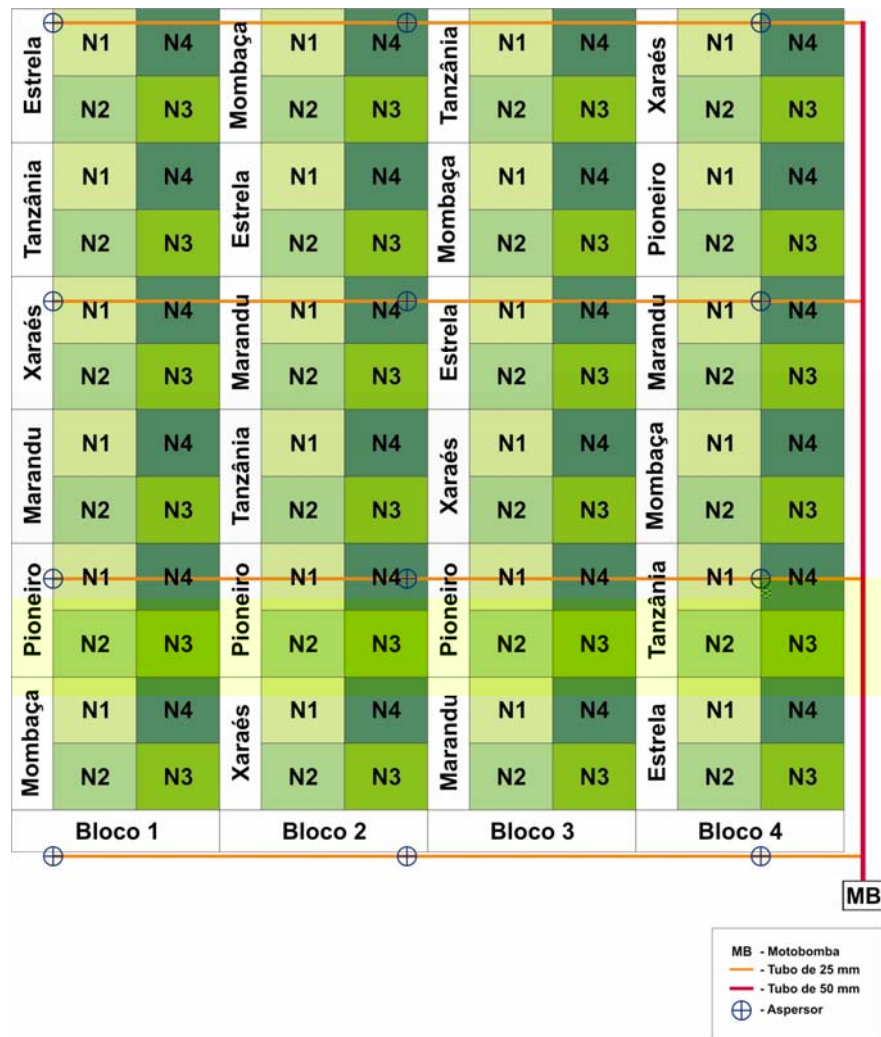 Estrela N1 N4 Mombaça N1 N4 Tanzânia N1 N4 Xaraés N1 N4
N2 N3 N2 N3 N2 N3 N2 N3
Tanzânia N1 N4 Estrela N1 N4 Mombaça N1 N4 Pioneiro N1 N4
N2 N3 N2 N3 N2 N3 N2 N3
Xaraés N1 N4 Marandu N1 N4 Estrela N1 N4 Marandu N1 N4
N2 N3 N2 N3 N2 N3 N2 N3
Marandu N1 N4 Tanzânia N1 N4 Xaraés N1 N4 Mombaça N1 N4
N2 N3 N2 N3 N2 N3 N2 N3
Pioneiro N1 N4 Pioneiro N1 N4 Pioneiro N1 N4 Tanzânia N1 N4
N2 N3 N2 N3 N2 N3 N2 N3
Mombaça N1 N4 Xaraés N1 N4 Marandu N1 N4 Estrela N1 N4
N2 N3 N2 N3 N2 N3 N2 N3
Bloco 1 Bloco 2 Bloco 3 Bloco 4
MB
MB - Motobomba
- Tubo de 25 mm
- Tubo de 50 mm
- Aspersor